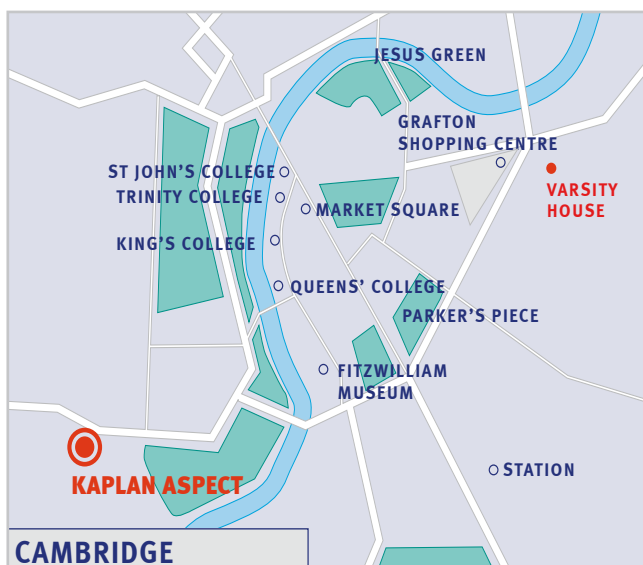 JESUS GREEN
GRAFTON
SHOPPING CENTRE
ST JOHN'S COLLEGE
TRINITY COLLEGE
VARSITY
HOUSE
MARKET SQUARE
KING'S COLLEGE
QUEENS' COLLEGE
PARKER'S PIECE
FITZWILLIAM
MUSEUM
STATION
KAPLAN ASPECT
CAMBRIDGE